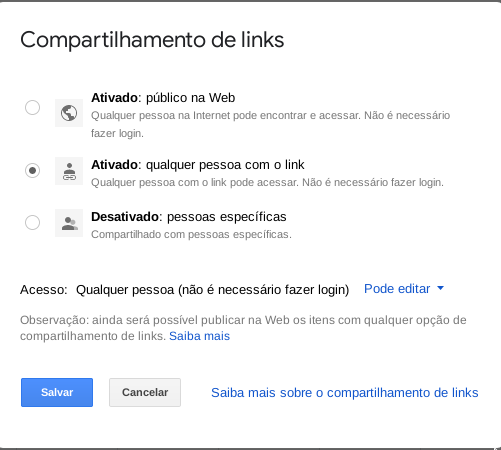 Compartilhamento de links
Ativado: público na Web
Qualquer pessoa na Internet pode encontrar e acessar. Não é necessário
fazer login.
Ativado: qualquer pessoa com o link
Qualquer pessoa com o link pode acessar. Não é necessário fazer login.
Desativado: pessoas específicas
Compartilhado com pessoas específicas.
Acesso: Qualquer pessoa (não é necessário fazer login) Pode editar
Observação: ainda será possível publicar na Web os itens com qualquer opção de
compartilhamento de links. Saiba mais
Salvar Cancelar Saiba mais sobre o compartilhamento de links